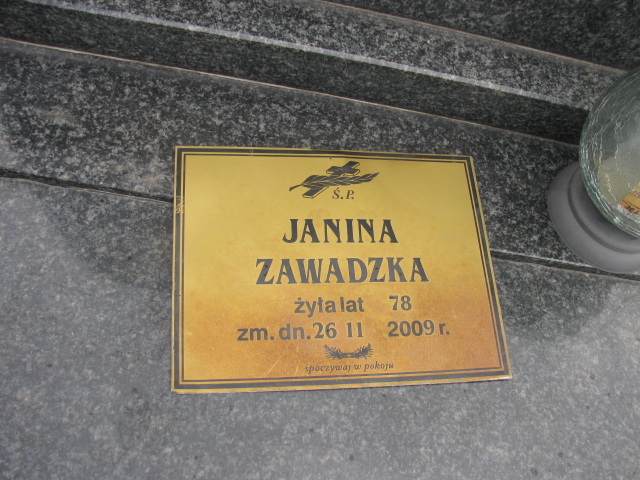 Ś.P.
JANINA
ZAWADZKA
żyła lat 78
zm. dn. 26 11 2009 r.
spoczywaj w pokoju